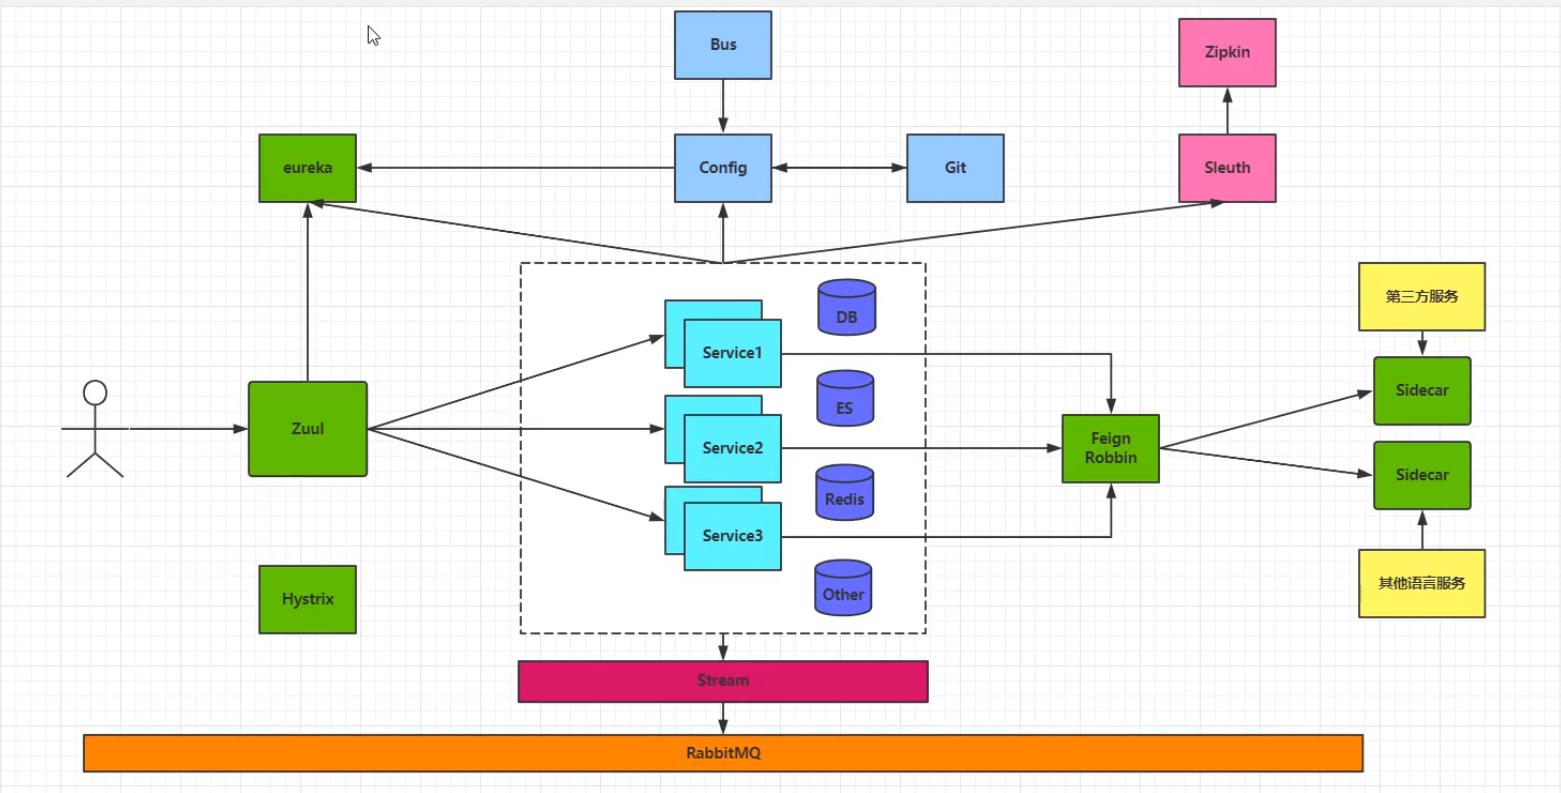 Bus
Zipkin
eureka
Config
Git
Sleuth
DB
第三方服务
Service1
Sidecar
ES
Zuul
Service2
Feign
Robbin
Sidecar
Redis
Service3
Hystrix
Other
其他语言服务
Stream
RabbitMQ